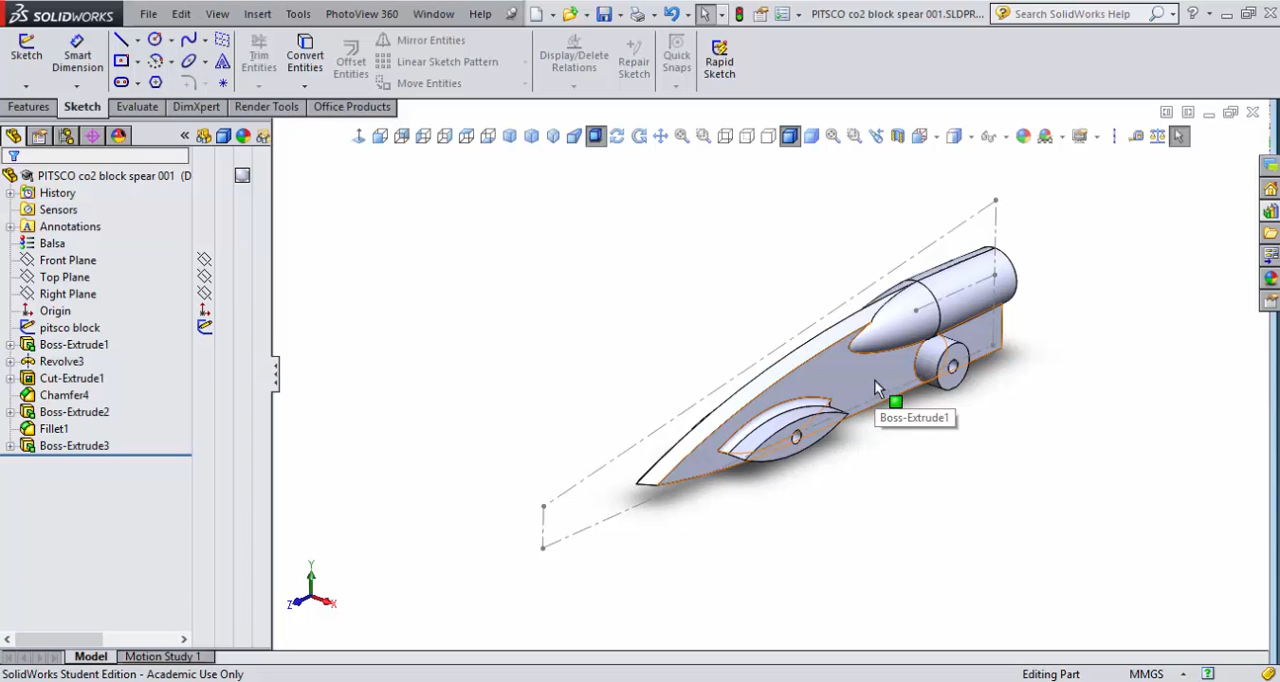 SOLIDWORKS File Edit View Insert Tools PhotoView 360 Window Help PITSCO co2 block spear 001.SLDPR... Search SolidWorks Help
Sketch Smart Dimension Trim Entities Convert Entities Offset Entities Mirror Entities Linear Sketch Pattern Move Entities Display/Delete Relations Repair Sketch Quick Snaps Rapid Sketch
Features Sketch Evaluate DimXpert Render Tools Office Products
PITSCO co2 block spear 001 (D
History
Sensors
Annotations
Balsa
Front Plane
Top Plane
Right Plane
Origin
pitsco block
Boss-Extrude1
Revolve3
Cut-Extrude1
Chamfer4
Boss-Extrude2
Fillet1
Boss-Extrude3
Boss-Extrude1
Y
Z
X
Model Motion Study 1
SolidWorks Student Edition - Academic Use Only Editing Part MMGS